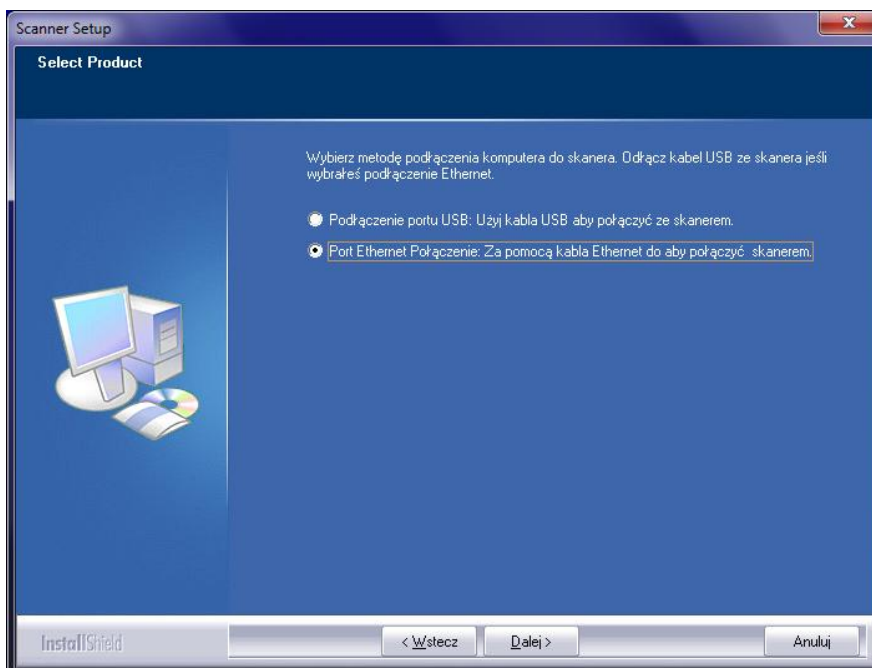 Scanner Setup
Select Product
Wybierz metodę podłączenia komputera do skanera. Odłącz kabel USB ze skanera jeśli
wybrałeś podłączenie Ethernet.
Podłączenie portu USB: Użyj kabla USB aby połączyć ze skanerem.
Port Ethernet Połączenie: Za pomocą kabla Ethernet do aby połączyć skanerem.
InstallShield
< Wstecz
Dalej >
Anuluj